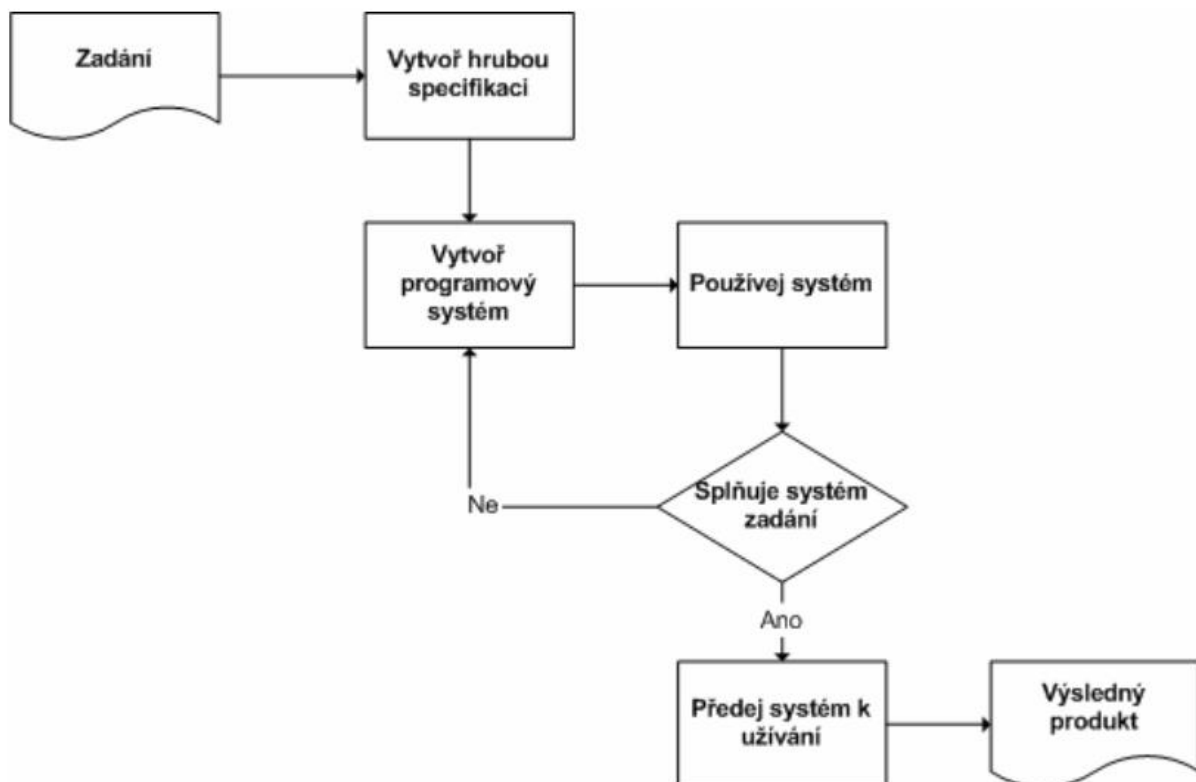 Zadání
Vytvoř hrubou
specifikaci
Vytvoř
programový
systém
Používej systém
Splňuje systém
zadání
Ne
Ano
Předej systém k
užívání
Výsledný
produkt